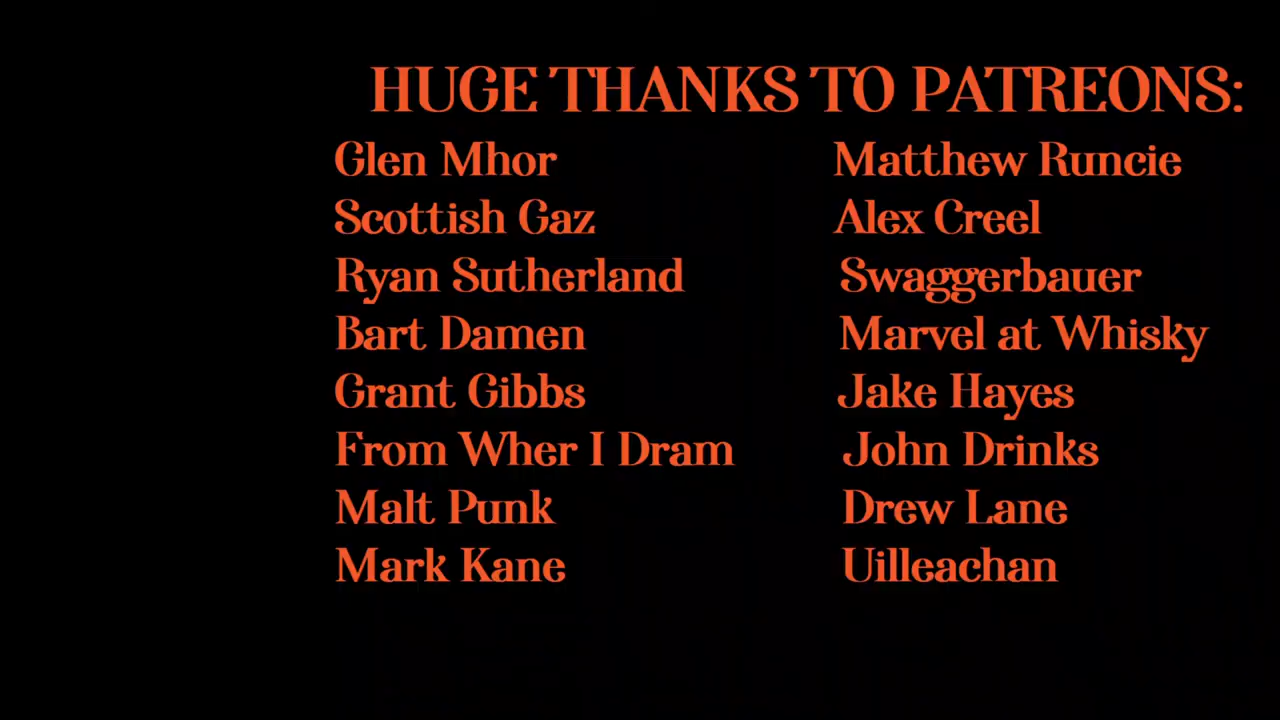 HUGE THANKS TO PATREONS:
Glen Mhor
Scottish Gaz
Ryan Sutherland
Bart Damen
Grant Gibbs
From Wher I Dram
Malt Punk
Mark Kane
Matthew Runcie
Alex Creel
Swaggerbauer
Marvel at Whisky
Jake Hayes
John Drinks
Drew Lane
Uilleachan